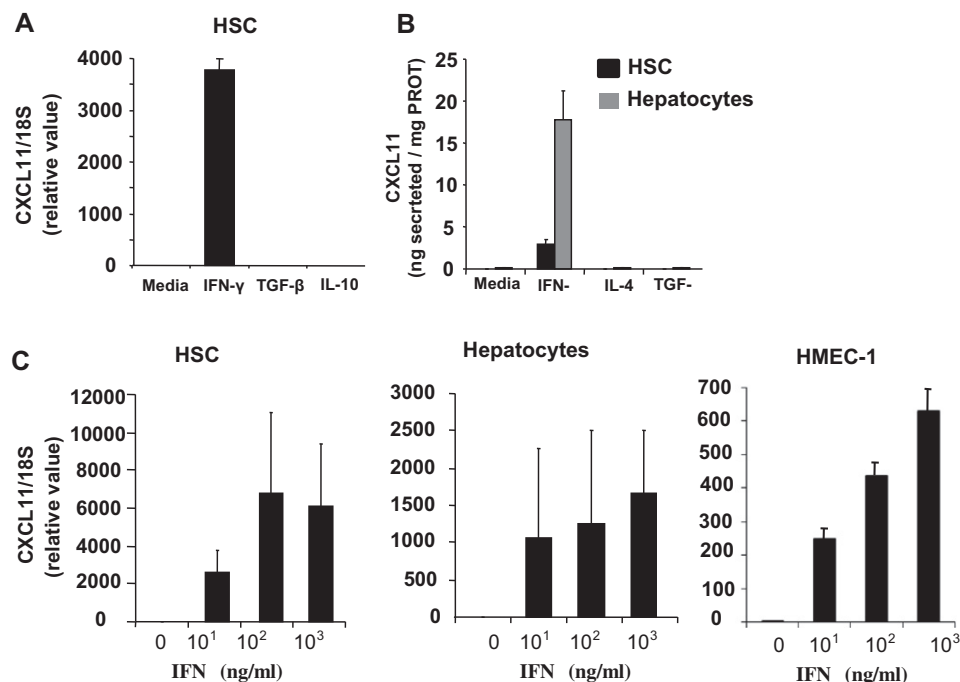 A
HSC
CXCL11/18S
(relative value)
4000
3000
2000
1000
0
Media IFN-γ TGF-β IL-10
B
HSC
Hepatocytes
CXCL11
(ng secrteted / mg PROT)
25
20
15
10
5
0
Media IFN- IL-4 TGF-
C
HSC
CXCL11/18S
(relative value)
12000
10000
8000
6000
4000
2000
0
0 10¹ 10² 10³
IFN (ng/ml)
Hepatocytes
3000
2500
2000
1500
1000
500
0
0 10¹ 10² 10³
IFN (ng/ml)
HMEC-1
700
600
500
400
300
200
100
0
0 10¹ 10² 10³
IFN (ng/ml)